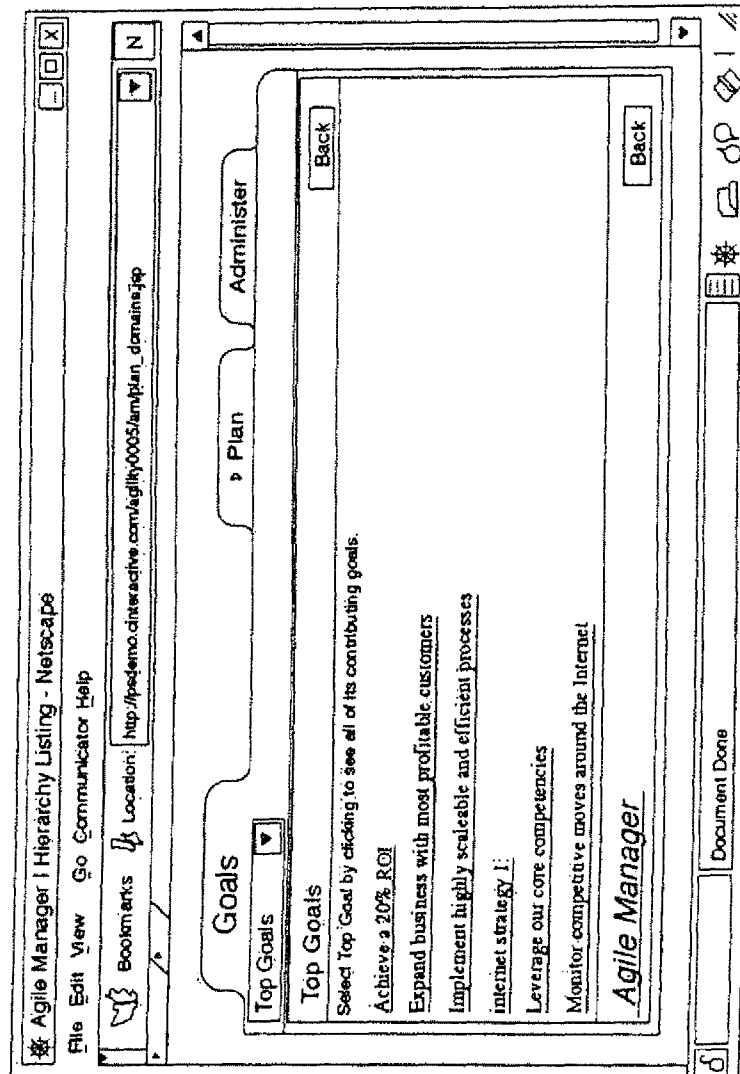 Agile Manager | Hierarchy Listing - Netscape
File Edit View Go Communicator Help
Bookmarks Location: http://psdemo.cinteractive.com/agility0005/am/plan_domains.jsp
N
Goals Plan Administer
Top Goals
Top Goals Back
Select Top Goal by clicking to see all of its contributing goals.
Achieve a 20% ROI
Expand business with most profitable customers
Implement highly scaleable and efficient processes
internet strategy 1:
Leverage our core competencies
Monitor competitive moves around the Internet
Agile Manager Back
Document Done